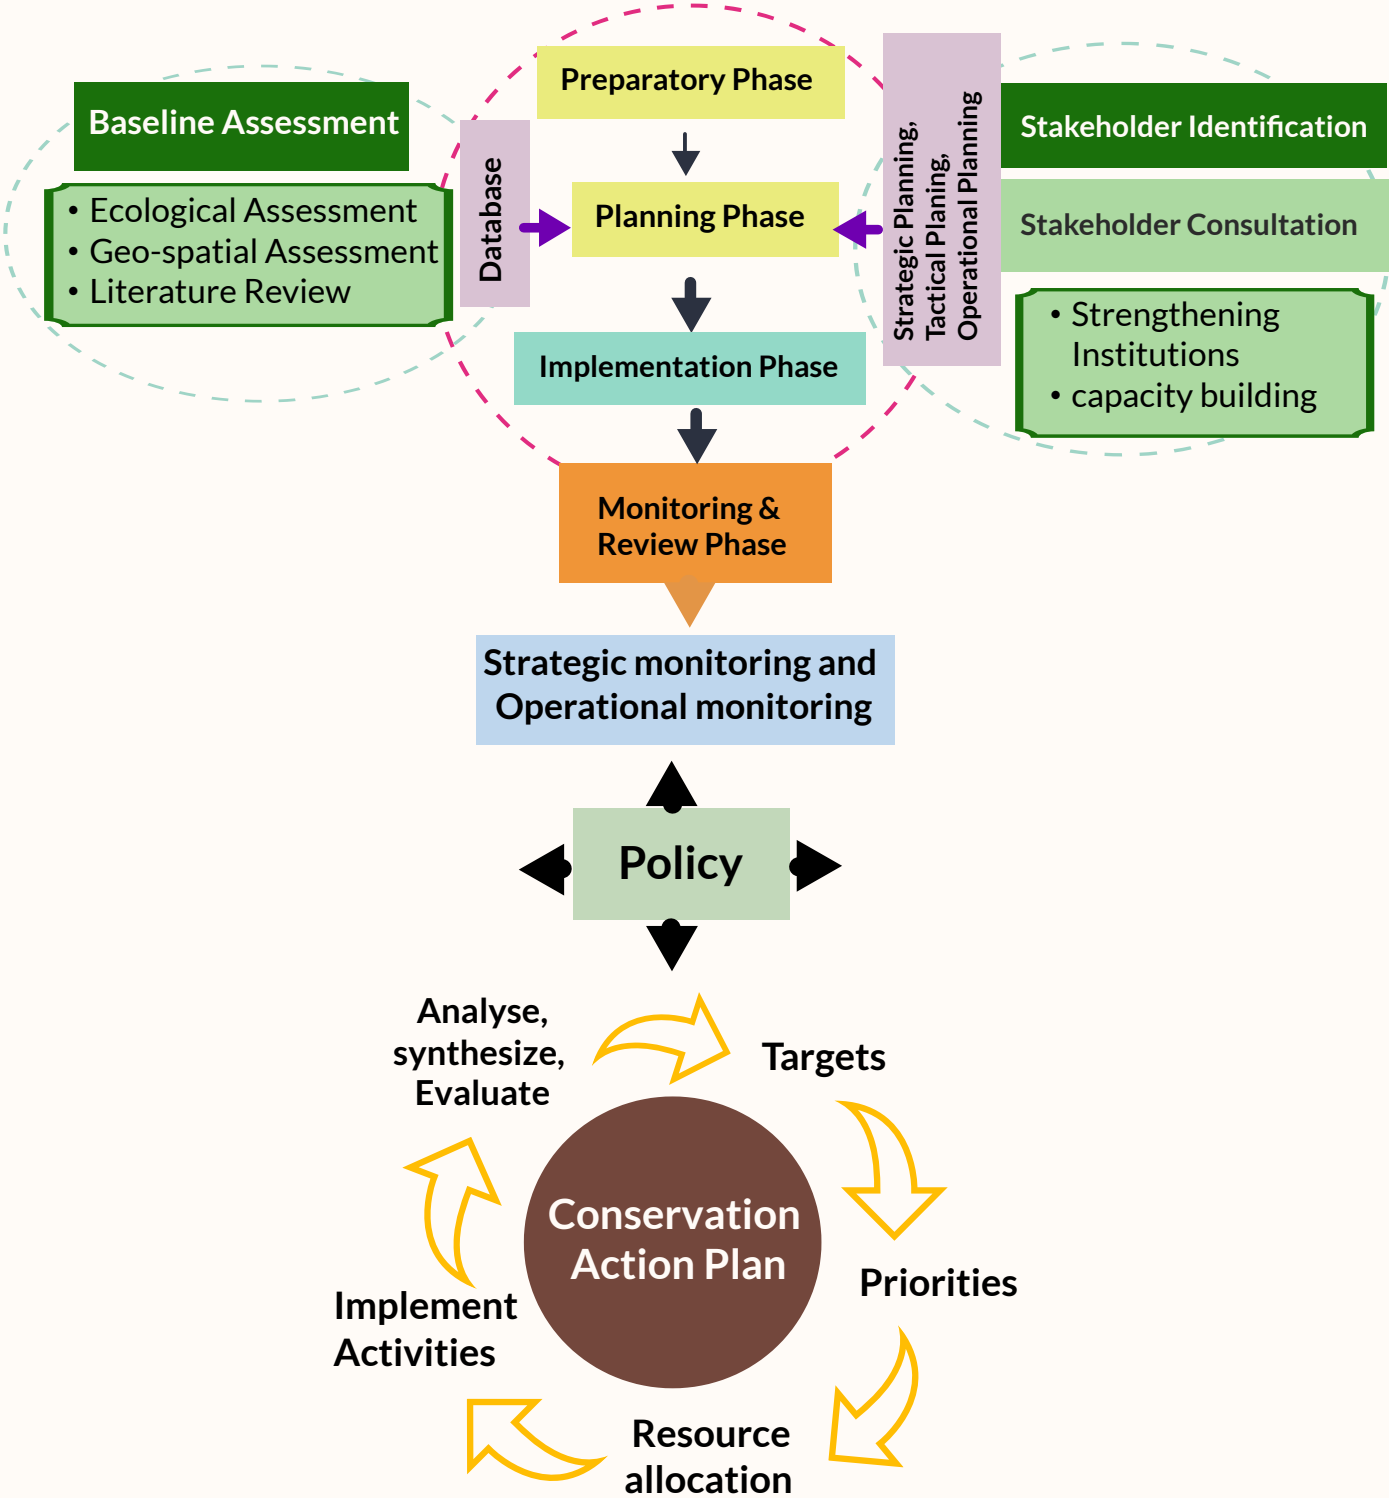 Preparatory Phase
Baseline Assessment
• Ecological Assessment
• Geo-spatial Assessment
• Literature Review
Database
Planning Phase
Strategic Planning,
Tactical Planing,
Operational Planning
Stakeholder Identification
Stakeholder Consultation
• Strengthening
Institutions
• capacity building
Implementation Phase
Monitoring &
Review Phase
Strategic monitoring and
Operational monitoring
Policy
Analyse,
synthesize,
Evaluate
Targets
Conservation
Action Plan
Priorities
Implement
Activities
Resource
allocation